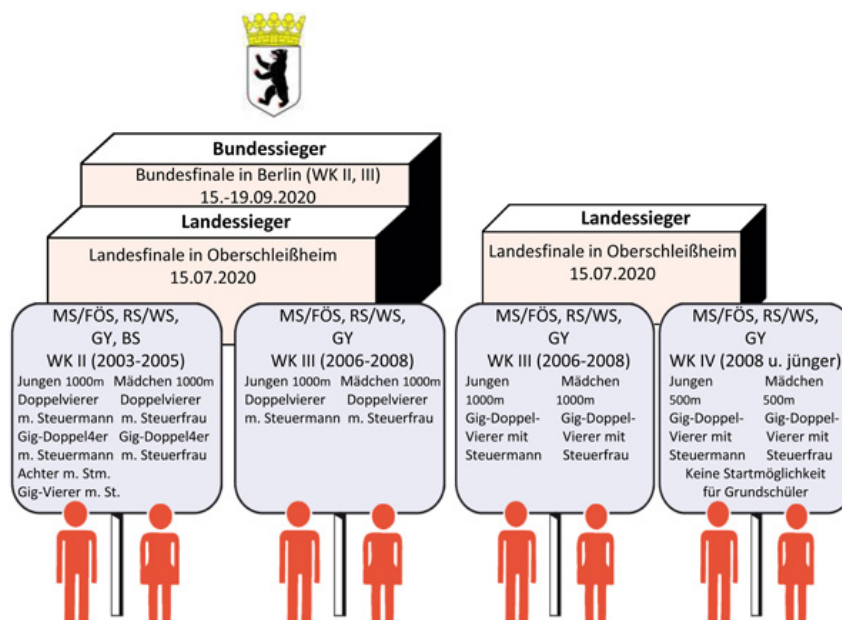 Bundessieger
Bundesfinale in Berlin (WK II, III)
15.-19.09.2020
Landessieger
Landesfinale in Oberschleißheim
15.07.2020
Landessieger
Landesfinale in Oberschleißheim
15.07.2020
MS/FÖS, RS/WS,
GY, BS
WK II (2003-2005)
Jungen 1000m Mädchen 1000m
Doppelvierer Doppelvierer
m. Steuermann m. Steuerfrau
Gig-Doppel4er Gig-Doppel4er
m. Steuermann m. Steuerfrau
Achter m. Stm.
Gig-Vierer m. St.
MS/FÖS, RS/WS,
GY
WK III (2006-2008)
Jungen 1000m Mädchen 1000m
Doppelvierer Doppelvierer
m. Steuermann m. Steuerfrau
MS/FÖS, RS/WS,
GY
WK III (2006-2008)
Jungen Mädchen
1000m 1000m
Gig-Doppel- Gig-Doppel-
Vierer mit Vierer mit
Steuermann Steuerfrau
MS/FÖS, RS/WS,
GY
WK IV (2008 u. jünger)
Jungen Mädchen
500m 500m
Gig-Doppel- Gig-Doppel-
Vierer mit Vierer mit
Steuermann Steuerfrau
Keine Startmöglichkeit
für Grundschüler